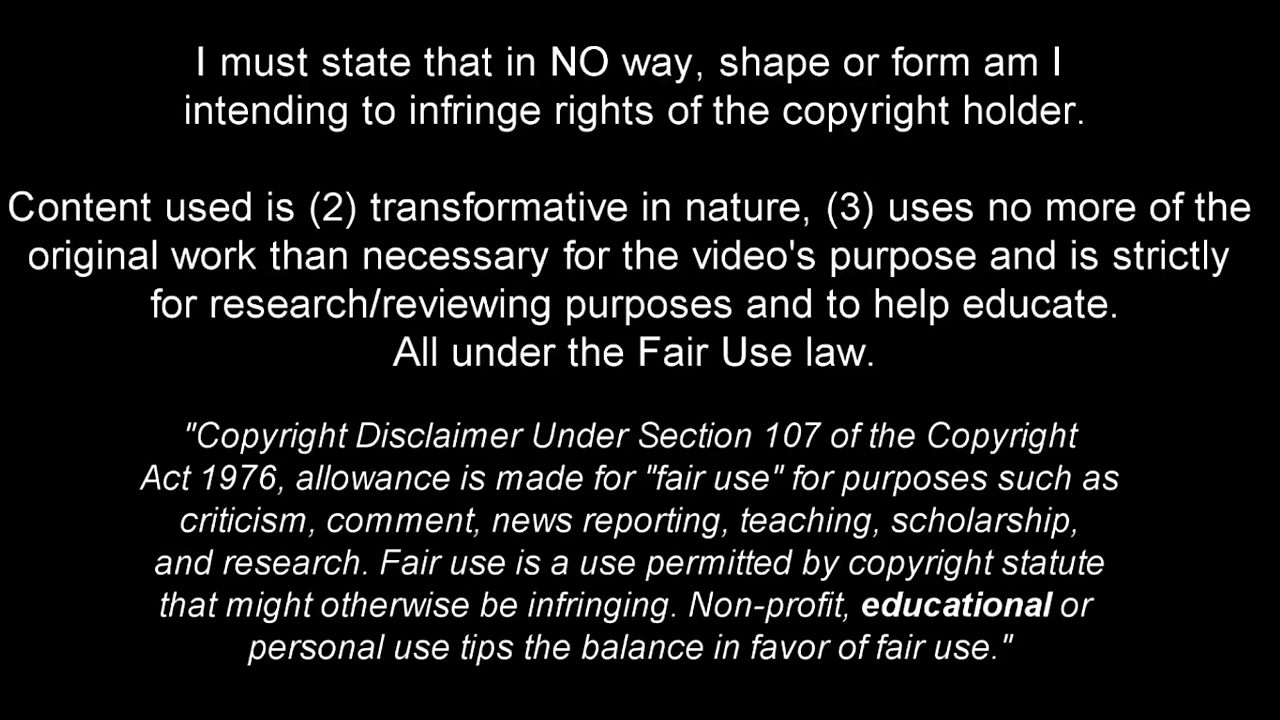 I must state that in NO way, shape or form am I
intending to infringe rights of the copyright holder.
Content used is (2) transformative in nature, (3) uses no more of the
original work than necessary for the video's purpose and is strictly
for research/reviewing purposes and to help educate.
All under the Fair Use law.
"Copyright Disclaimer Under Section 107 of the Copyright
Act 1976, allowance is made for "fair use" for purposes such as
criticism, comment, news reporting, teaching, scholarship,
and research. Fair use is a use permitted by copyright statute
that might otherwise be infringing. Non-profit, educational or
personal use tips the balance in favor of fair use."